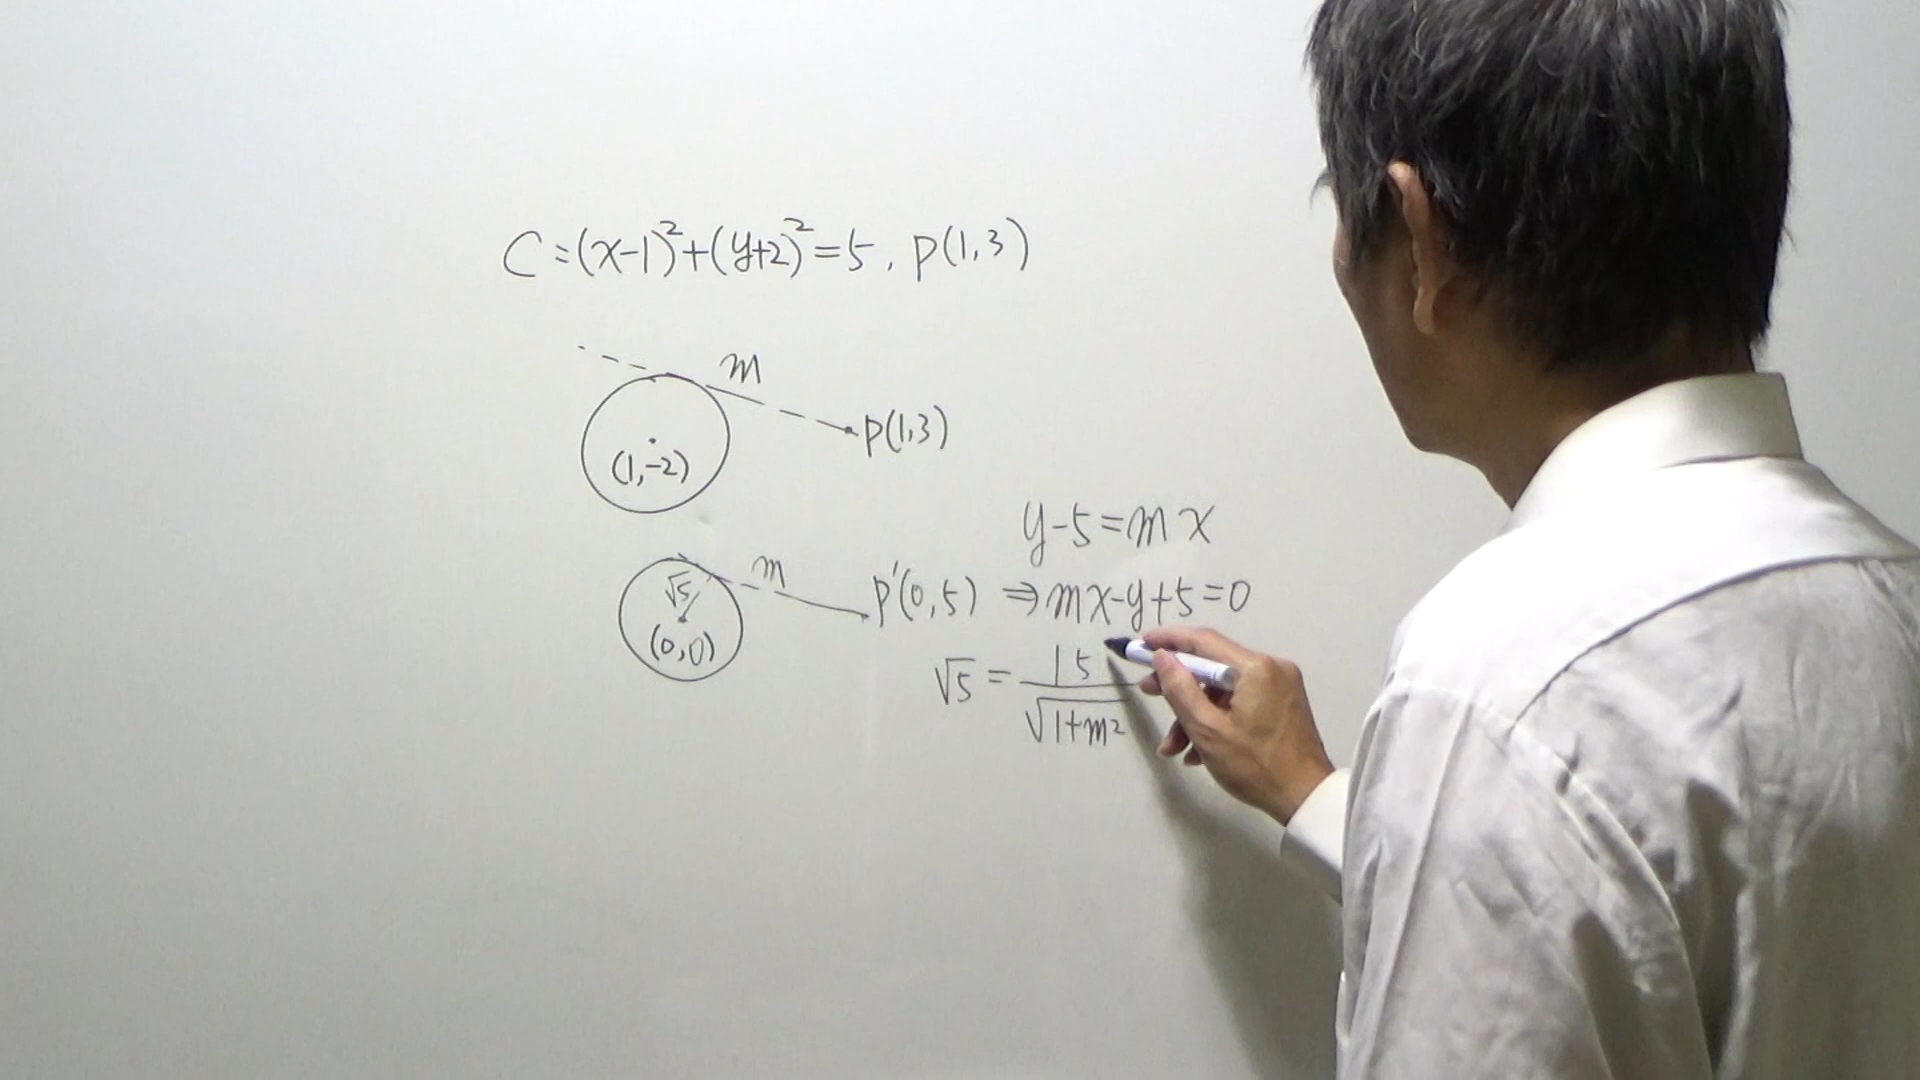 C:(x-1)²+(y+2)²=5, P(1,3)
m
P(1,3)
(1,-2)
y-5=mx
m
√5
P'(0,5) ⇒mx-y+5=0
(0,0)
√5=|5/√1+m²